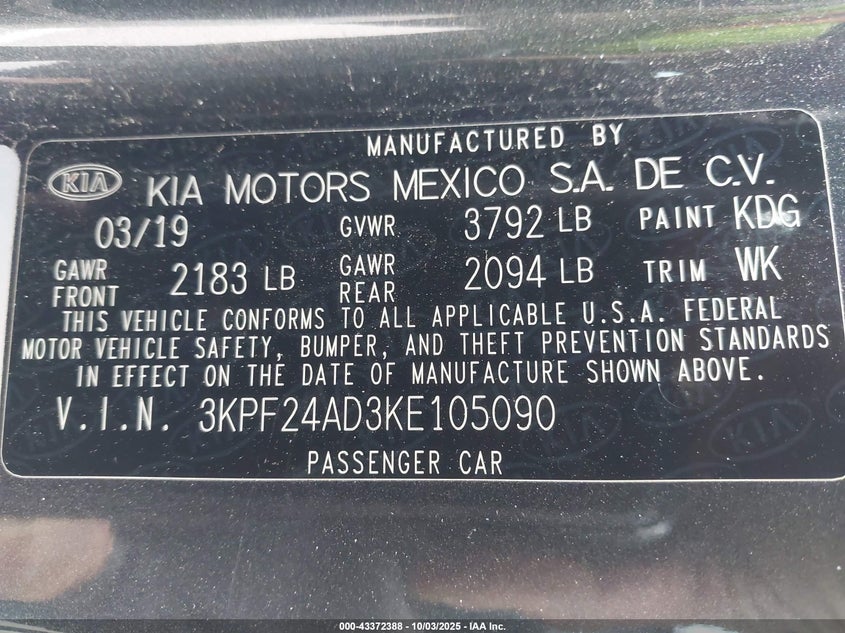 MANUFACTURED BY
KIA KIA MOTORS MEXICO S.A. DE C.V.
03/19 GVWR 3792 LB PAINT KDG
GAWR FRONT 2183 LB GAWR REAR 2094 LB TRIM WK
THIS VEHICLE CONFORMS TO ALL APPLICABLE U.S.A. FEDERAL
MOTOR VEHICLE SAFETY, BUMPER, AND THEFT PREVENTION STANDARDS
IN EFFECT ON THE DATE OF MANUFACTURE SHOWN ABOVE.
V.I.N. 3KPF24AD3KE105090
PASSENGER CAR
000-43372388 - 10/03/2025 - IAA Inc.